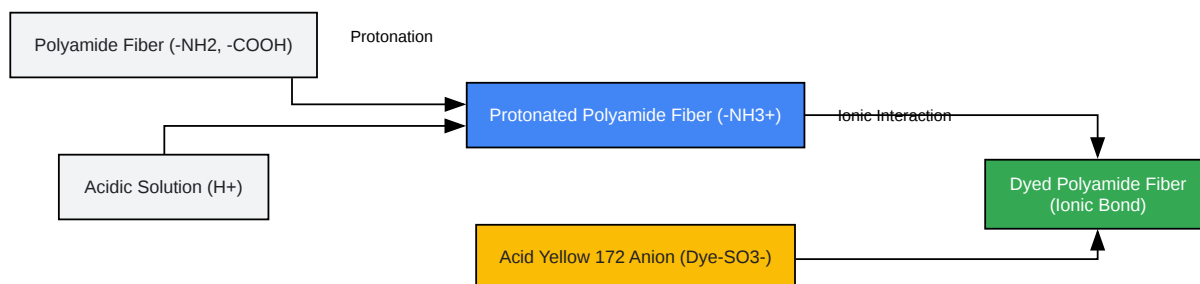 Polyamide Fiber (-NH2, -COOH)
Protonation
Protonated Polyamide Fiber (-NH3+)
Ionic Interaction
Acidic Solution (H+)
Dyed Polyamide Fiber
(Ionic Bond)
Acid Yellow 172 Anion (Dye-SO3-)